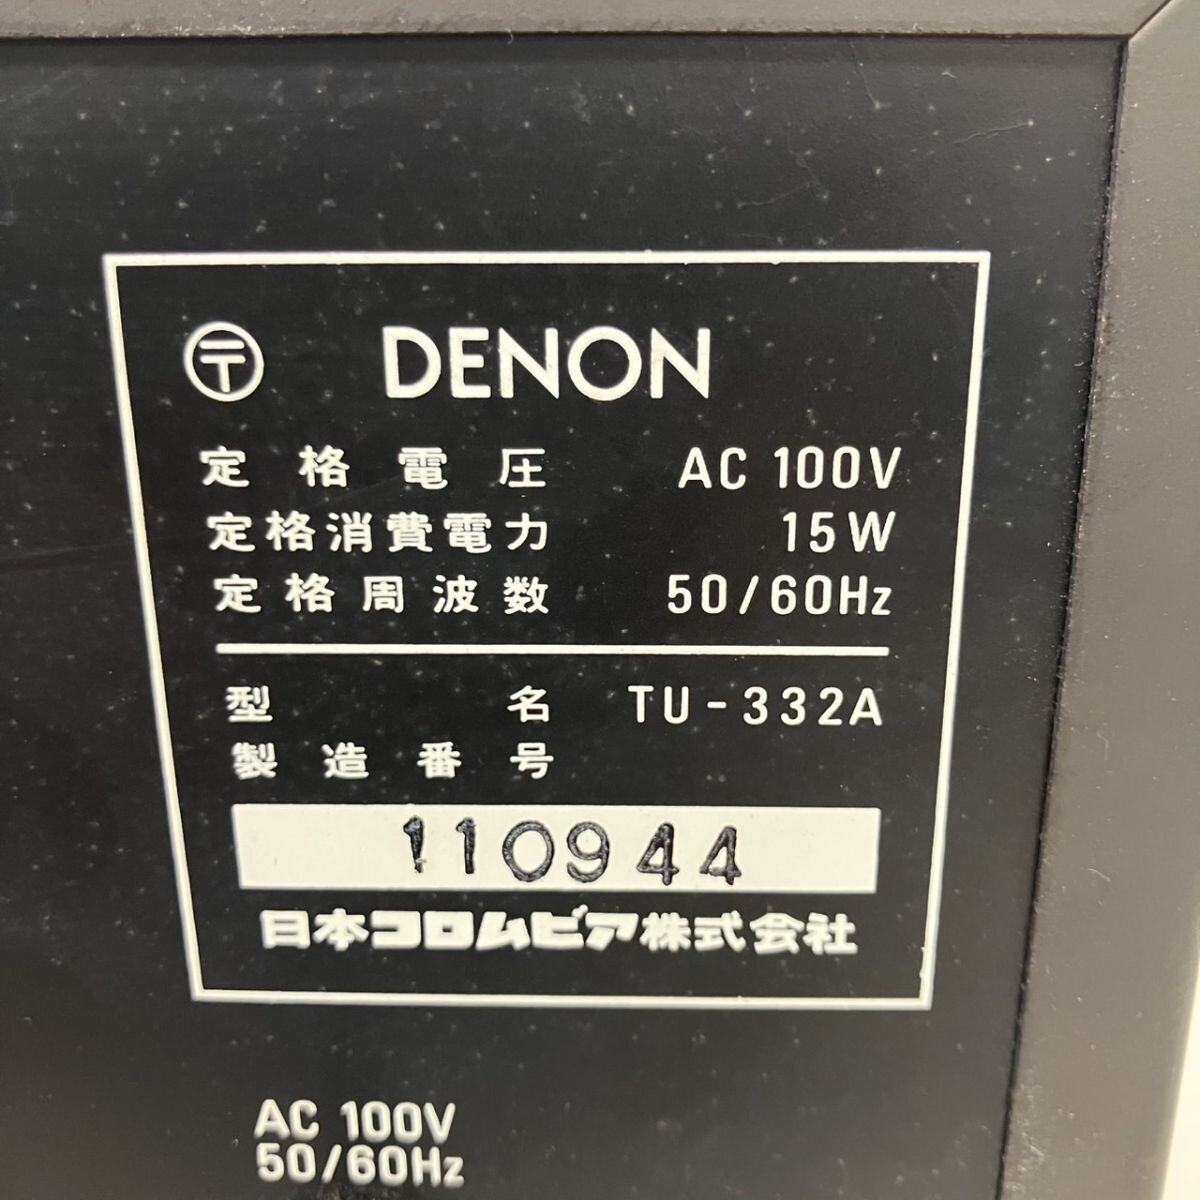 〒 DENON
定格電圧 AC 100V
定格消費電力 15W
定格周波数 50/60Hz
型名 TU-332A
製造番号
110944
日本コロムビア株式会社
AC 100V
50/60Hz